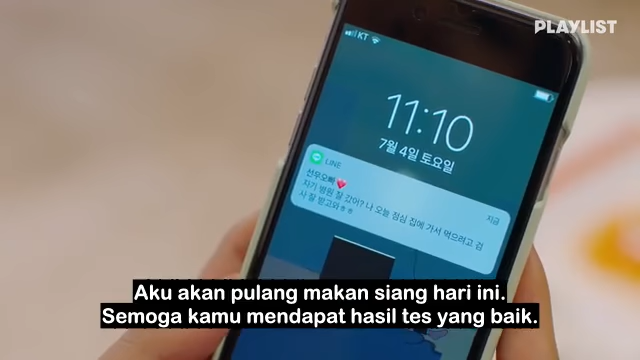 PLAYLIST
KT
11:10
7월 4일 토요일
LINE
지금
선우오빠💘
자기 병원 잘 갔어? 나 오늘 점심 집에 가서 먹으려고 검
사 잘 받고와ㅎㅎ
Aku akan pulang makan siang hari ini.
Semoga kamu mendapat hasil tes yang baik.